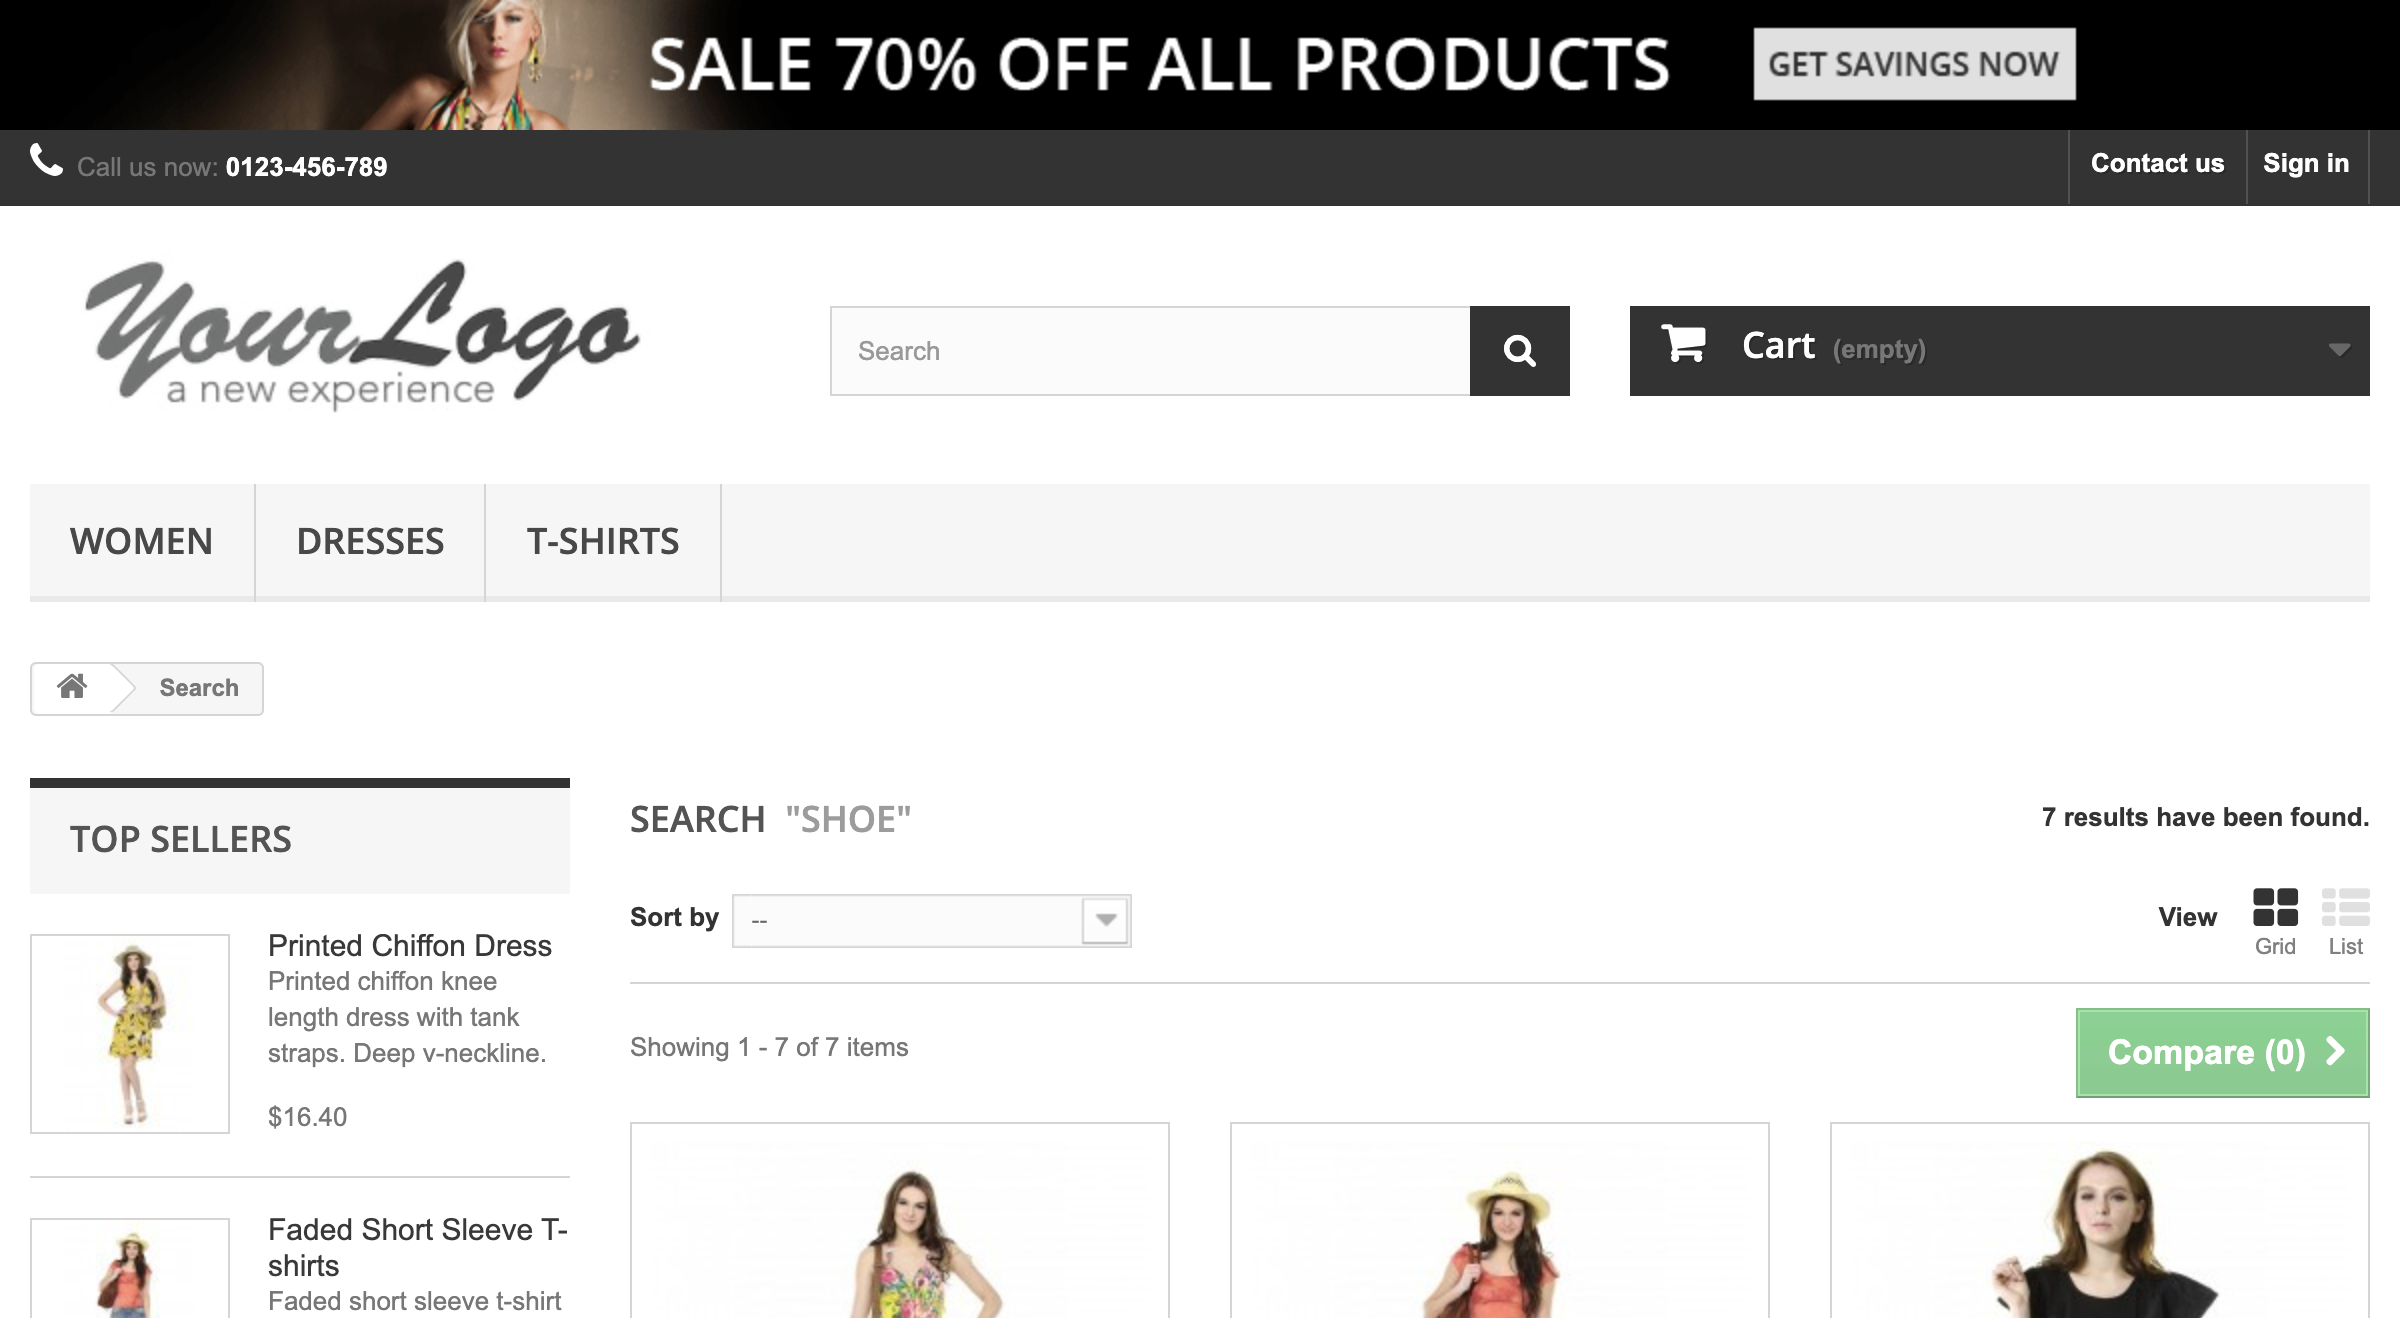 SALE 70% OFF ALL PRODUCTS
GET SAVINGS NOW
Call us now: 0123-456-789
Contact us
Sign in
YourLogo
a new experience
Search
Cart (empty)
WOMEN
DRESSES
T-SHIRTS
Search
TOP SELLERS
Printed Chiffon Dress
Printed chiffon knee
length dress with tank
straps. Deep v-neckline.
$16.40
Faded Short Sleeve T-
shirts
Faded short sleeve t-shirt
SEARCH "SHOE"
7 results have been found.
Sort by
--
View
Grid
List
Showing 1 - 7 of 7 items
Compare (0)